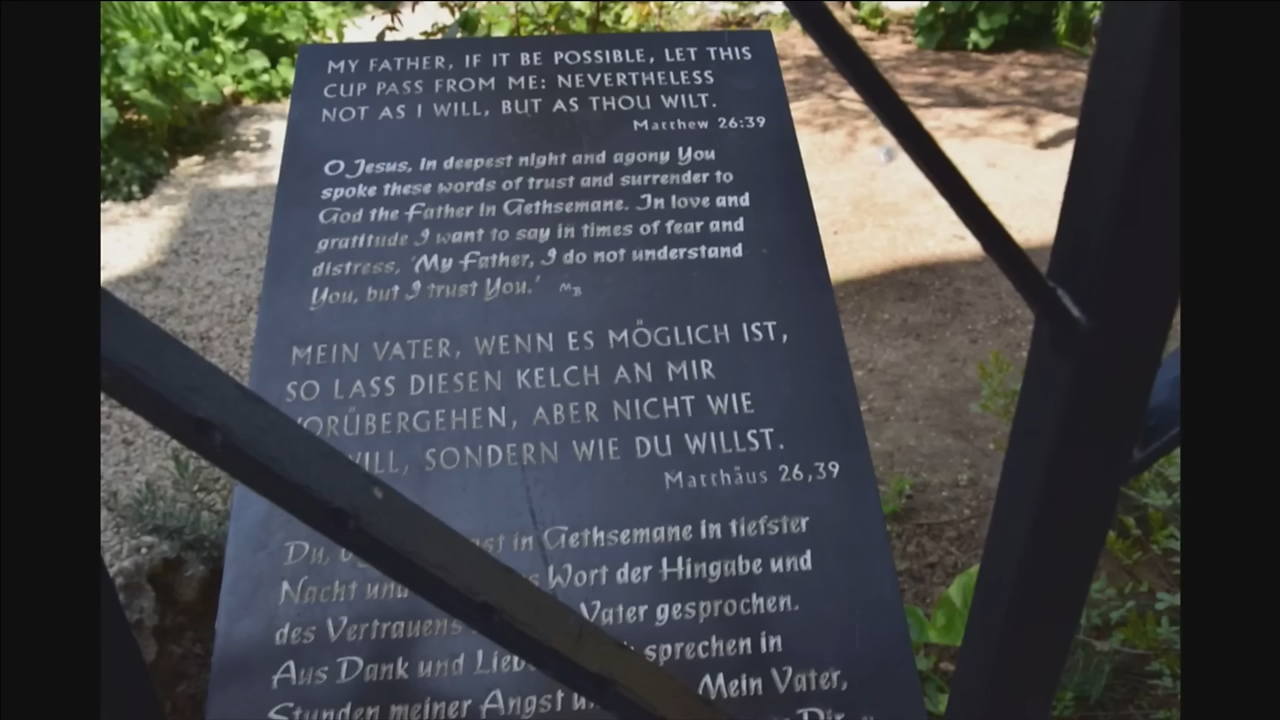 MY FATHER, IF IT BE POSSIBLE, LET THIS
CUP PASS FROM ME: NEVERTHELESS
NOT AS I WILL, BUT AS THOU WILT.
Matthew 26:39
O Jesus, in deepest night and agony You
spoke these words of trust and surrender to
God the Father in Gethsemane. In love and
gratitude I want to say in times of fear and
distress, 'My Father, I do not understand
You, but I trust You.' MB
MEIN VATER, WENN ES MÖGLICH IST,
SO LASS DIESEN KELCH AN MIR
VORÜBERGEHEN, ABER NICHT WIE
WILL, SONDERN WIE DU WILLST.
Matthäus 26,39
Du, in Gethsemane in tiefster
Nacht und Wort der Hingabe und
des Vertrauens Vater gesprochen.
Aus Dank und sprechen in
Stunden meiner Angst Mein Vater,